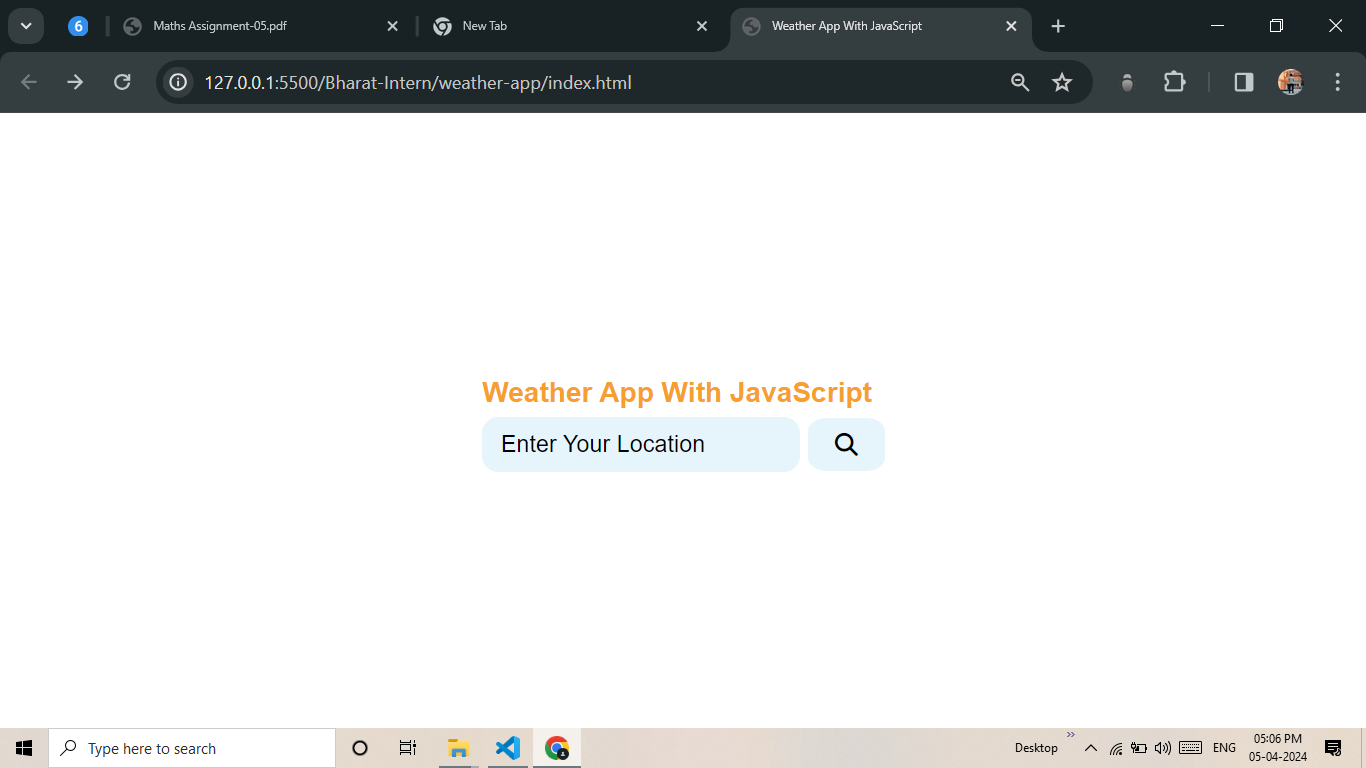 6
Maths Assignment-05.pdf
New Tab
Weather App With JavaScript
127.0.0.1:5500/Bharat-Intern/weather-app/index.html
Weather App With JavaScript
Enter Your Location
Type here to search
Desktop
ENG
05:06 PM
05-04-2024